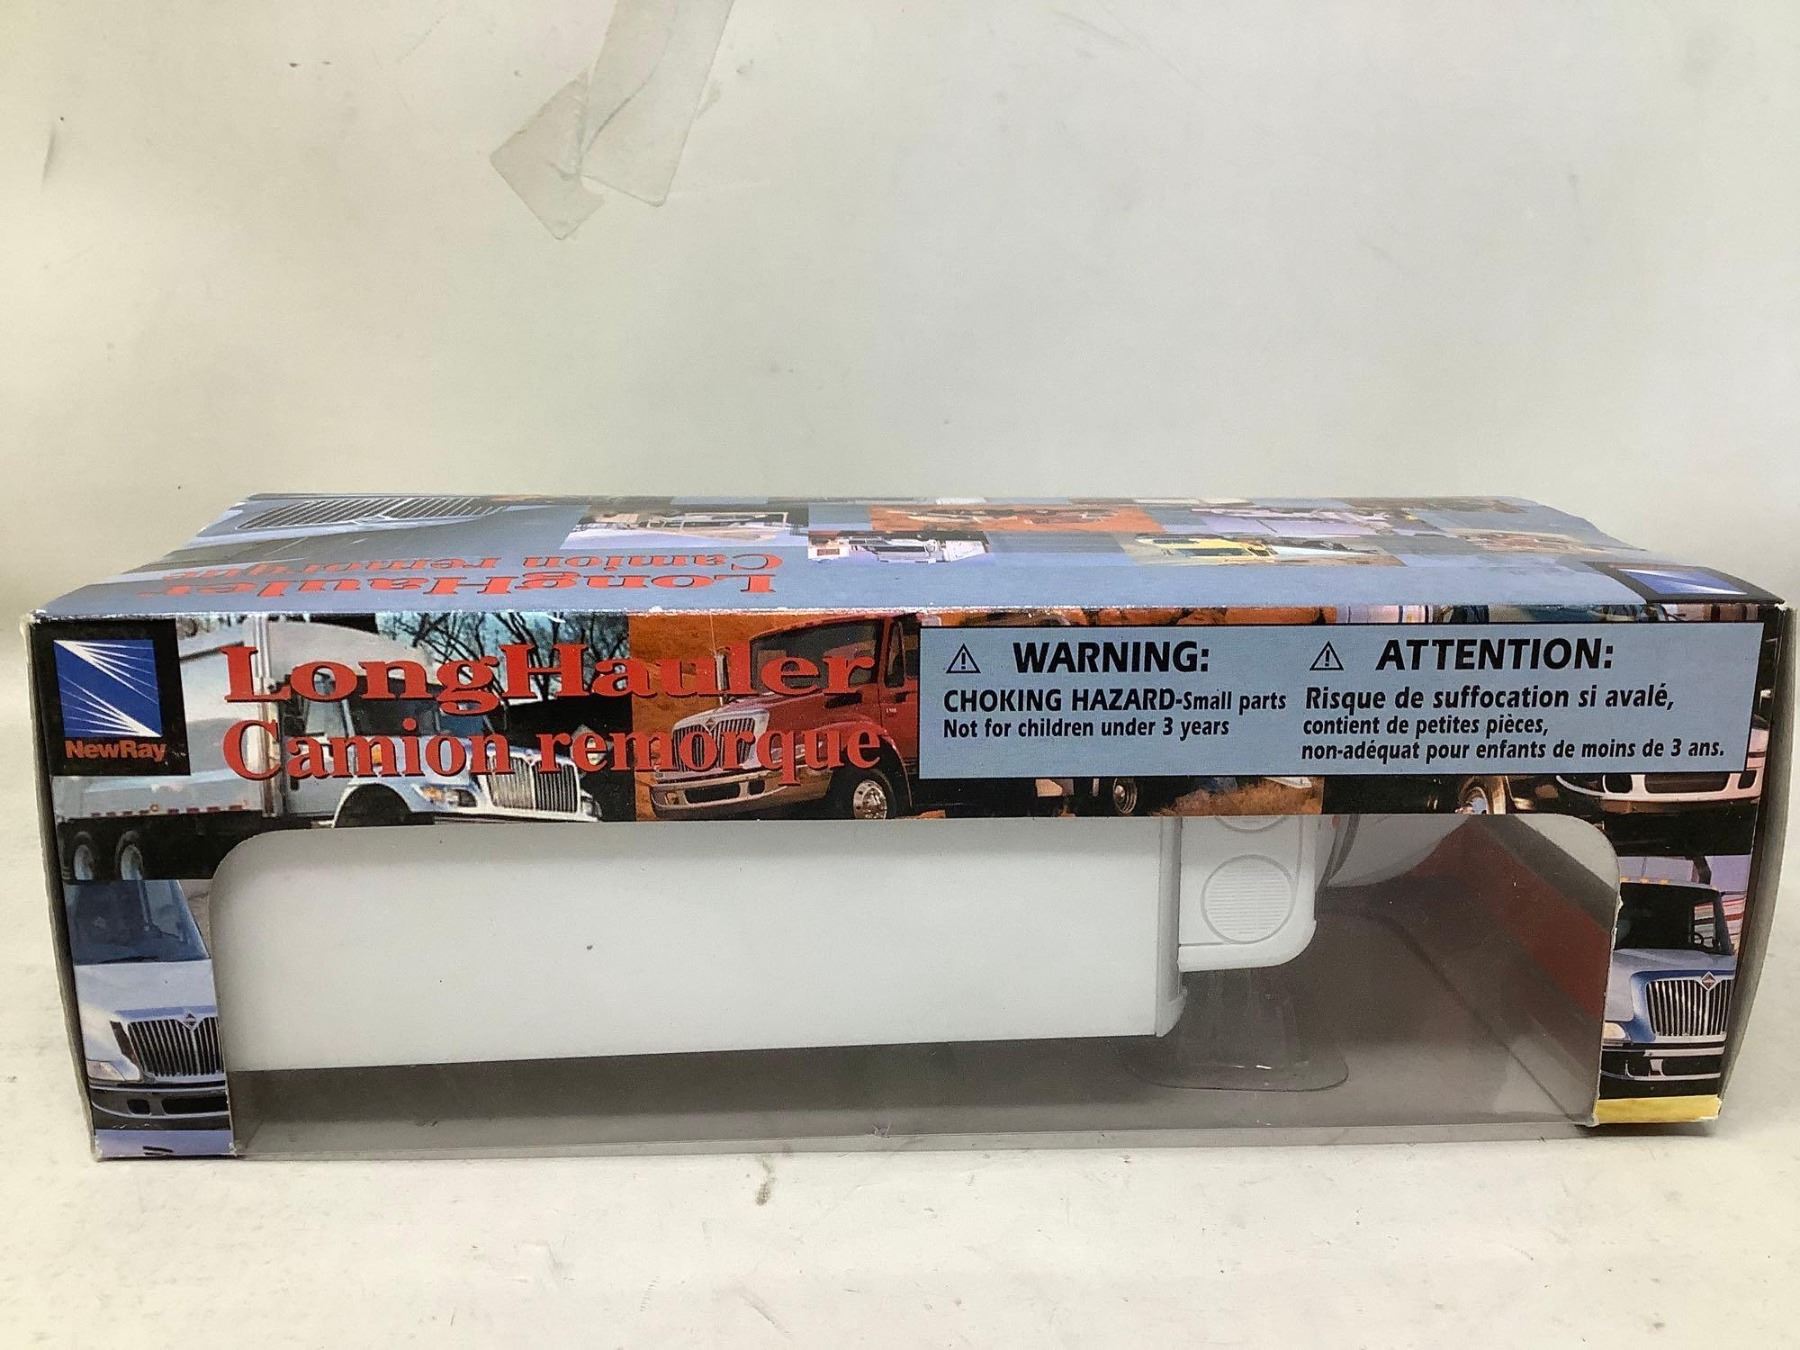 Camion remorque
LongHauler
NewRay
LongHauler
Camion remorque
WARNING:
CHOKING HAZARD-Small parts
Not for children under 3 years
ATTENTION:
Risque de suffocation si avalé,
contient de petites pièces,
non-adéquat pour enfants de moins de 3 ans.